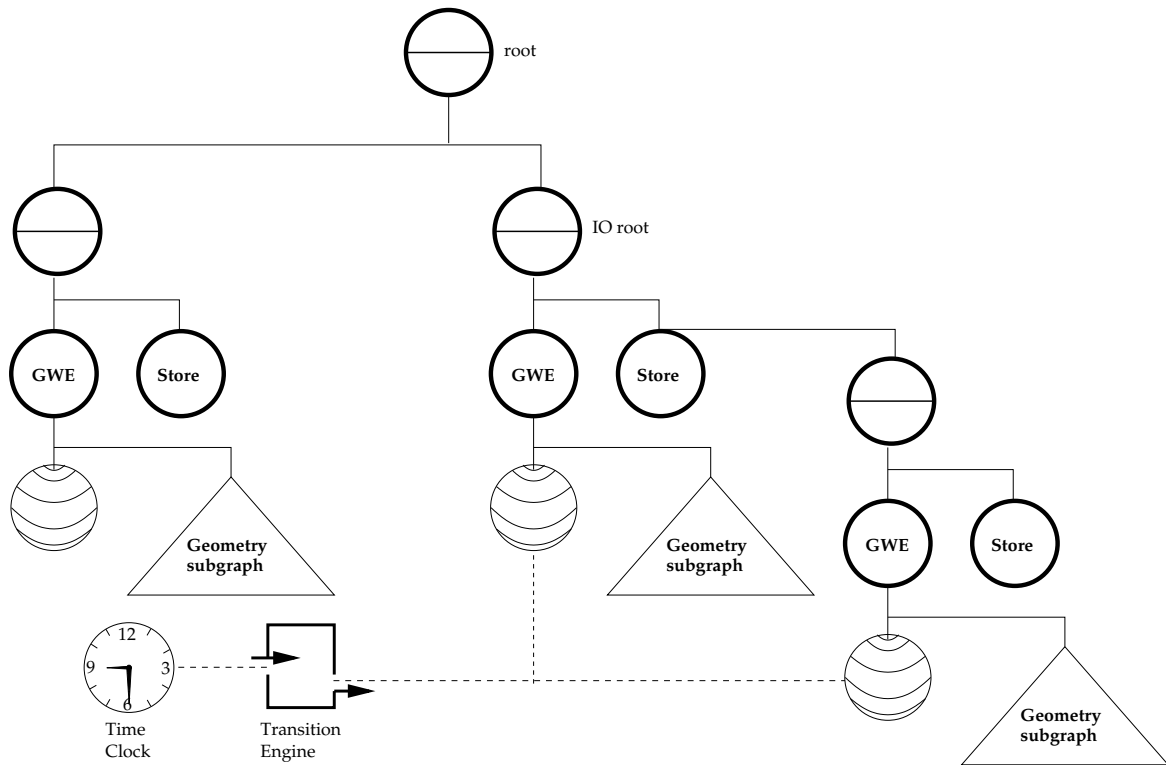 root
IO root
GWE
Store
GWE
Store
GWE
Store
Geometry
subgraph
Geometry
subgraph
Geometry
subgraph
12
9
3
6
Time
Clock
Transition
Engine